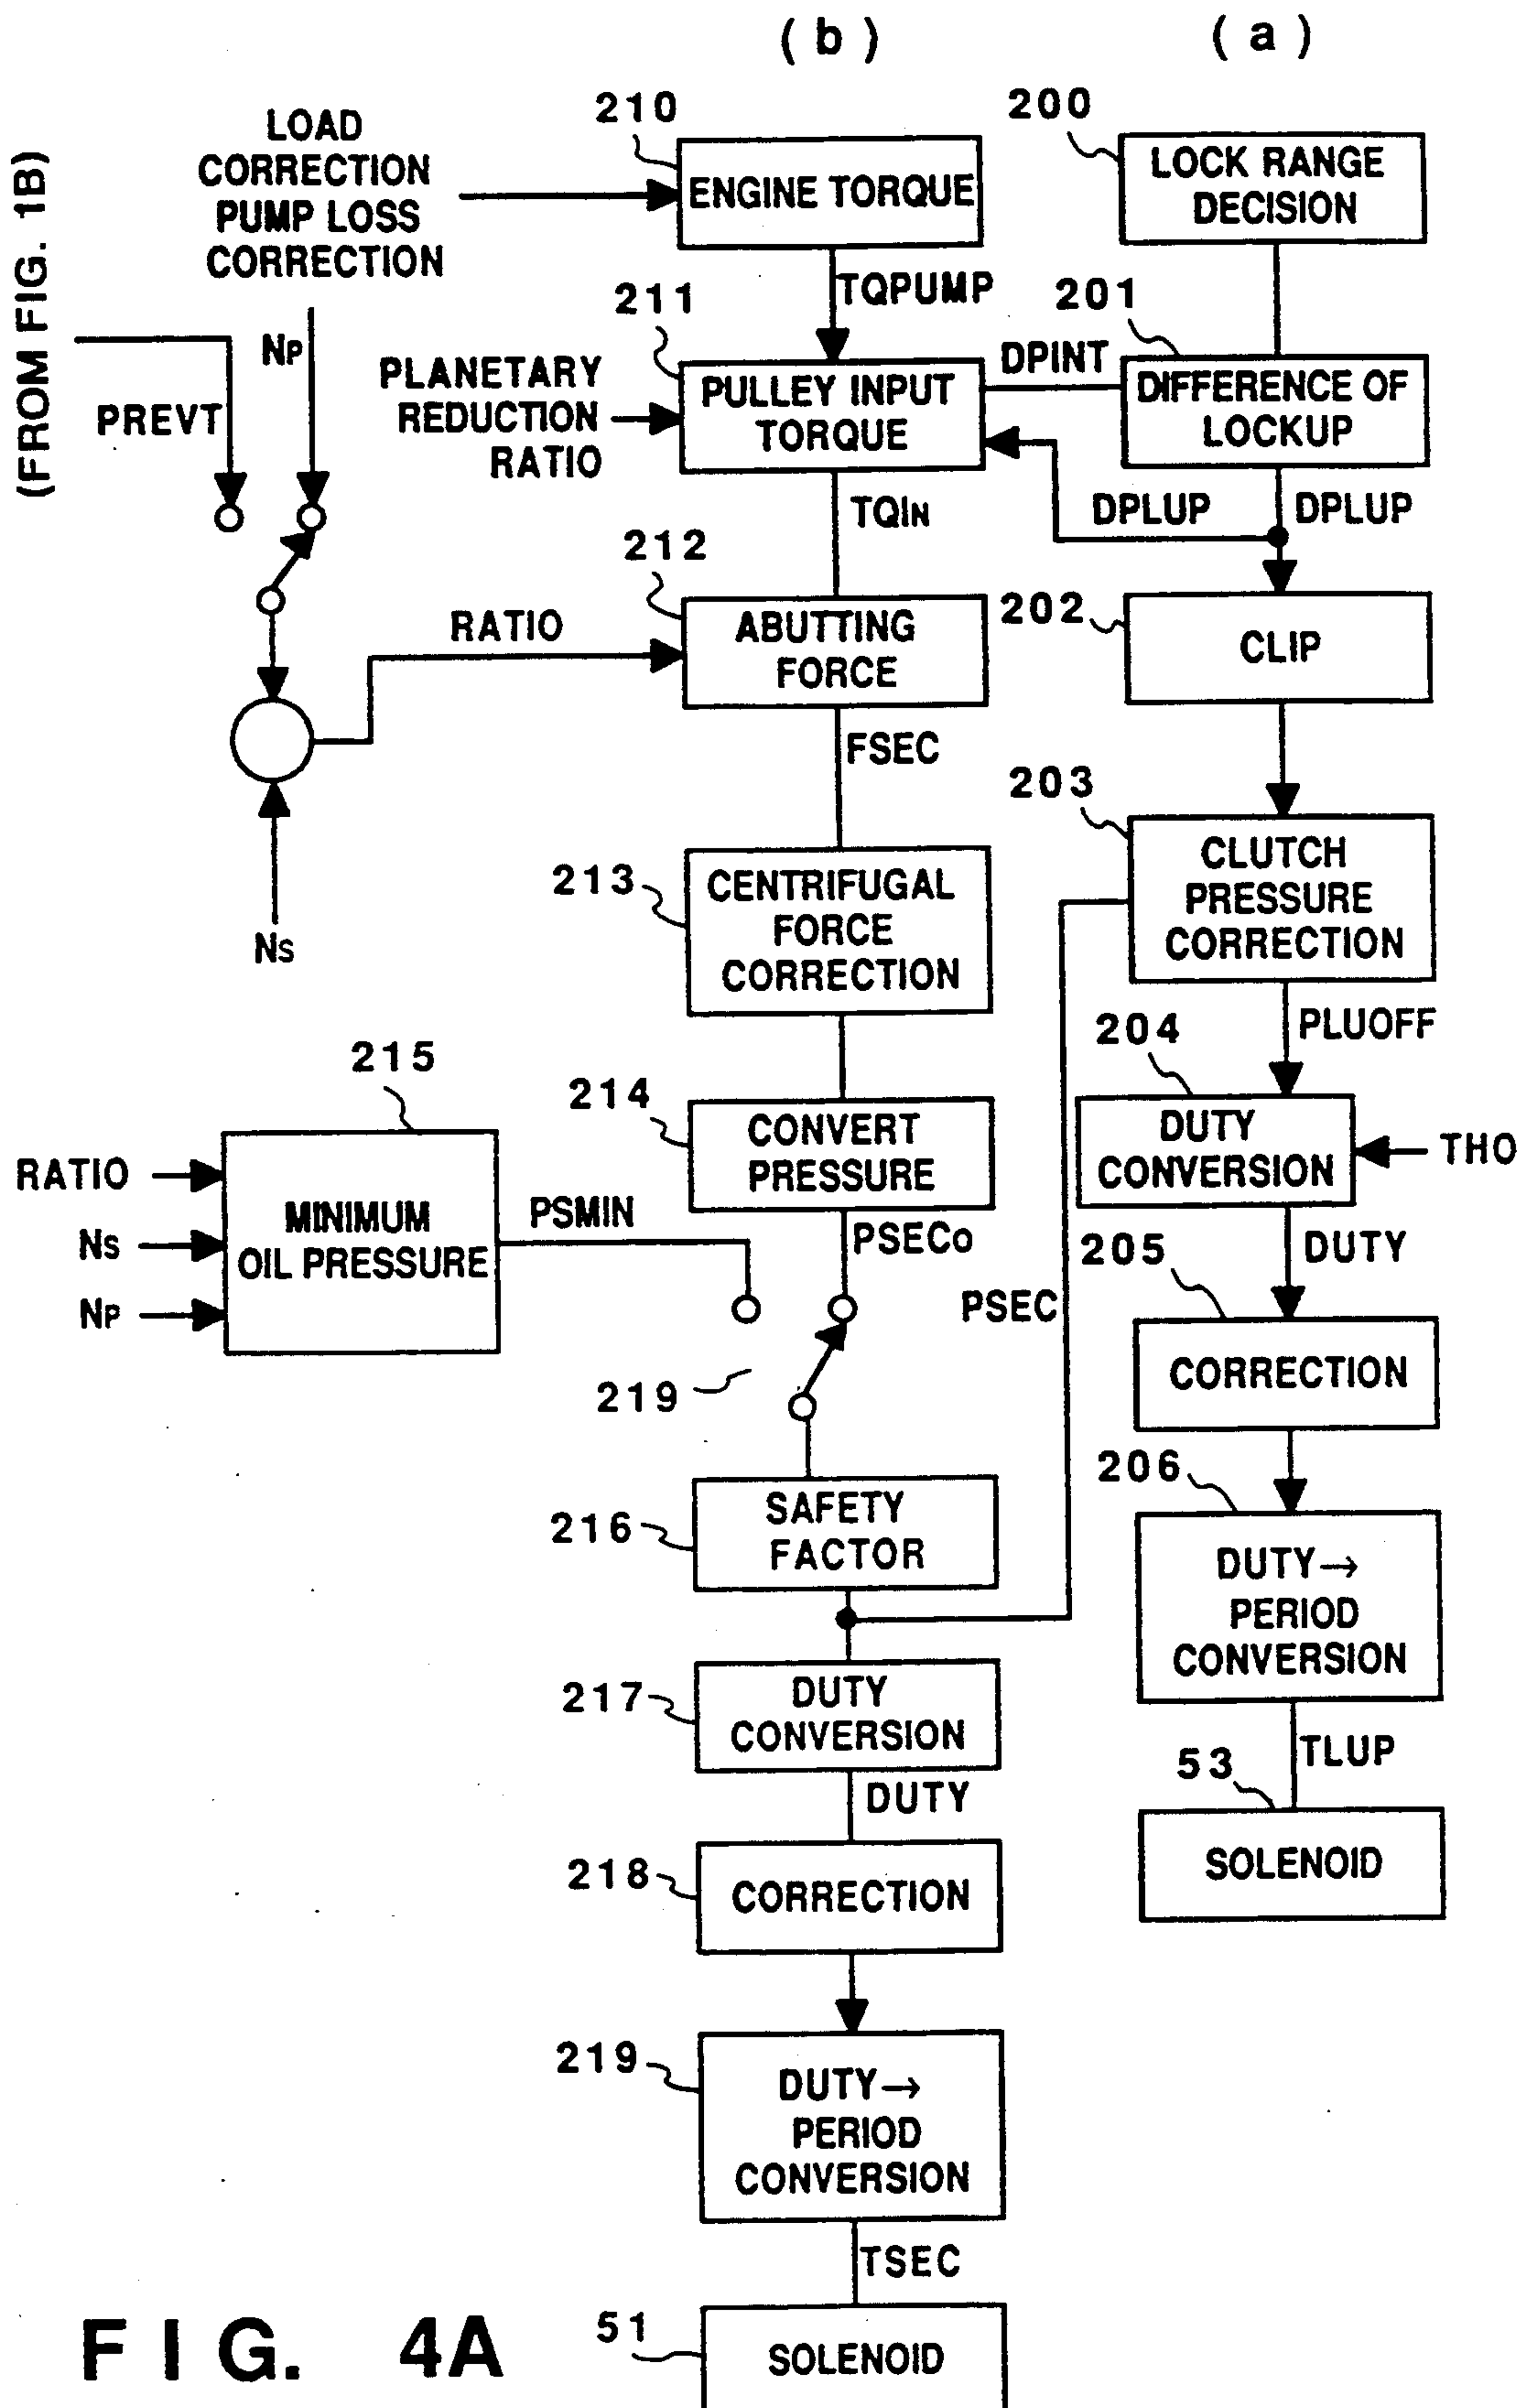 ( b )
( a )
(FROM FIG. 1B)
LOAD
CORRECTION
PUMP LOSS
CORRECTION
210
ENGINE TORQUE
200
LOCK RANGE
DECISION
TQPUMP
211
201
PREVT
NP
PLANETARY
REDUCTION
RATIO
PULLEY INPUT
TORQUE
DPINT
DIFFERENCE OF
LOCKUP
TQIN
DPLUP
DPLUP
212
RATIO
ABUTTING
FORCE
202
CLIP
FSEC
203
213
CENTRIFUGAL
FORCE
CORRECTION
CLUTCH
PRESSURE
CORRECTION
NS
PLUOFF
204
215
214
CONVERT
PRESSURE
DUTY
CONVERSION
THO
RATIO
NS
NP
MINIMUM
OIL PRESSURE
PSMIN
PSECO
PSEC
205
DUTY
CORRECTION
219
206
216
SAFETY
FACTOR
DUTY→
PERIOD
CONVERSION
217
DUTY
CONVERSION
DUTY
TLUP
53
SOLENOID
218
CORRECTION
219
DUTY→
PERIOD
CONVERSION
TSEC
51
SOLENOID
FIG. 4A